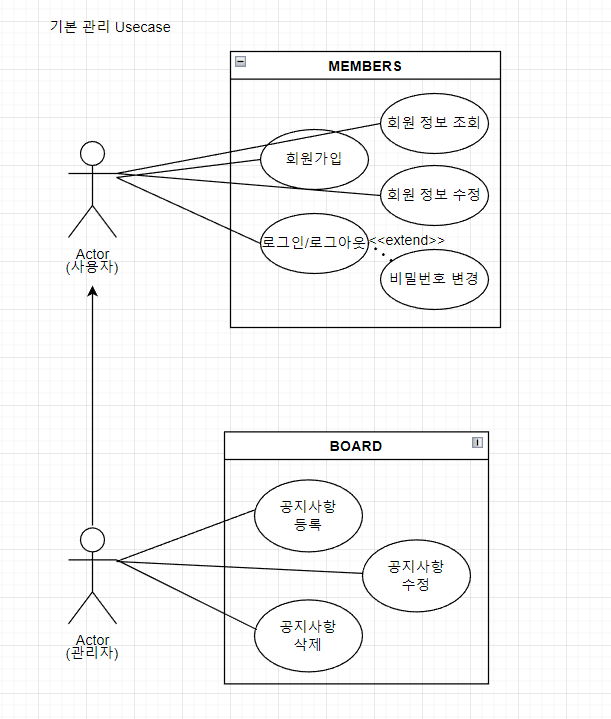 기본 관리 Usecase
MEMBERS
회원 정보 조회
회원가입
회원 정보 수정
로그인/로그아웃
<<extend>>
비밀번호 변경
Actor
(사용자)
BOARD
공지사항
등록
공지사항
수정
공지사항
삭제
Actor
(관리자)